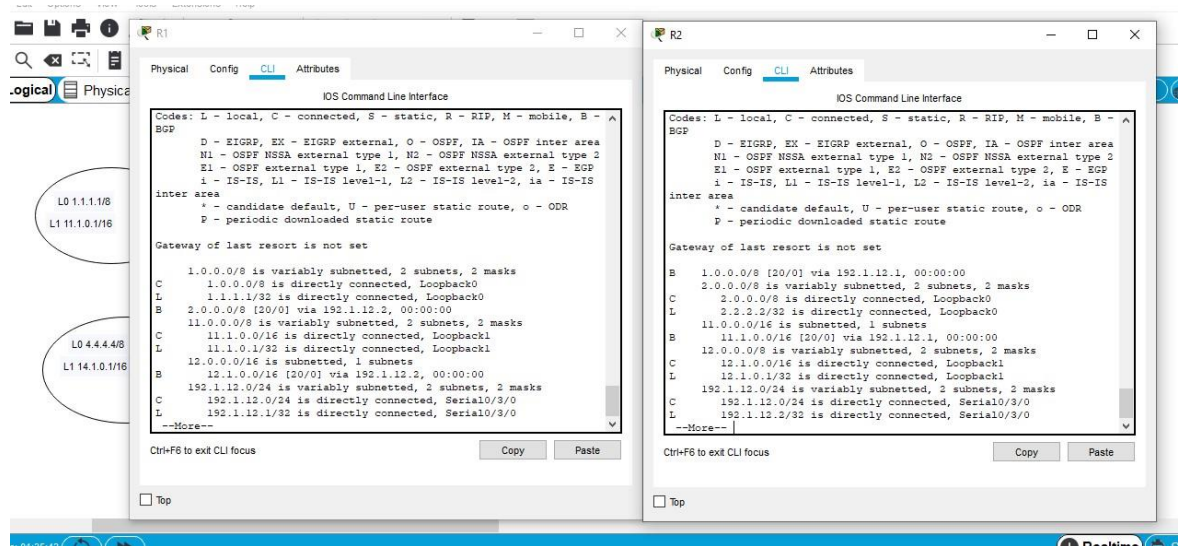 R1
Physical Config CLI Attributes
IOS Command Line Interface
Codes: L - local, C - connected, S - static, R - RIP, M - mobile, B -
BGP
D - EIGRP, EX - EIGRP external, O - OSPF, IA - OSPF inter area
N1 - OSPF NSSA external type 1, N2 - OSPF NSSA external type 2
E1 - OSPF external type 1, E2 - OSPF external type 2, E - EGP
i - IS-IS, L1 - IS-IS level-1, L2 - IS-IS level-2, ia - IS-IS
inter area
* - candidate default, U - per-user static route, o - ODR
P - periodic downloaded static route
Gateway of last resort is not set
1.0.0.0/8 is variably subnetted, 2 subnets, 2 masks
C 1.0.0.0/8 is directly connected, Loopback0
L 1.1.1.1/32 is directly connected, Loopback0
B 2.0.0.0/8 [20/0] via 192.1.12.2, 00:00:00
11.0.0.0/8 is variably subnetted, 2 subnets, 2 masks
C 11.1.0.0/16 is directly connected, Loopback1
L 11.1.0.1/32 is directly connected, Loopback1
12.0.0.0/16 is subnetted, 1 subnets
B 12.1.0.0/16 [20/0] via 192.1.12.2, 00:00:00
192.1.12.0/24 is variably subnetted, 2 subnets, 2 masks
C 192.1.12.0/24 is directly connected, Serial0/3/0
L 192.1.12.1/32 is directly connected, Serial0/3/0
--More--
Ctrl+F6 to exit CLI focus
Copy Paste
Top
R2
Physical Config CLI Attributes
IOS Command Line Interface
Codes: L - local, C - connected, S - static, R - RIP, M - mobile, B -
BGP
D - EIGRP, EX - EIGRP external, O - OSPF, IA - OSPF inter area
N1 - OSPF NSSA external type 1, N2 - OSPF NSSA external type 2
E1 - OSPF external type 1, E2 - OSPF external type 2, E - EGP
i - IS-IS, L1 - IS-IS level-1, L2 - IS-IS level-2, ia - IS-IS
inter area
* - candidate default, U - per-user static route, o - ODR
P - periodic downloaded static route
Gateway of last resort is not set
B 1.0.0.0/8 [20/0] via 192.1.12.1, 00:00:00
2.0.0.0/8 is variably subnetted, 2 subnets, 2 masks
C 2.0.0.0/8 is directly connected, Loopback0
L 2.2.2.2/32 is directly connected, Loopback0
11.0.0.0/16 is subnetted, 1 subnets
B 11.1.0.0/16 [20/0] via 192.1.12.1, 00:00:00
12.0.0.0/8 is variably subnetted, 2 subnets, 2 masks
C 12.1.0.0/16 is directly connected, Loopback1
L 12.1.0.1/32 is directly connected, Loopback1
192.1.12.0/24 is variably subnetted, 2 subnets, 2 masks
C 192.1.12.0/24 is directly connected, Serial0/3/0
L 192.1.12.2/32 is directly connected, Serial0/3/0
--More--
Ctrl+F6 to exit CLI focus
Copy Paste
Top
Logical Physica
L0 1.1.1.1/8
L1 11.1.0.1/16
L0 4.4.4.4/8
L1 14.1.0.1/16
Realtime